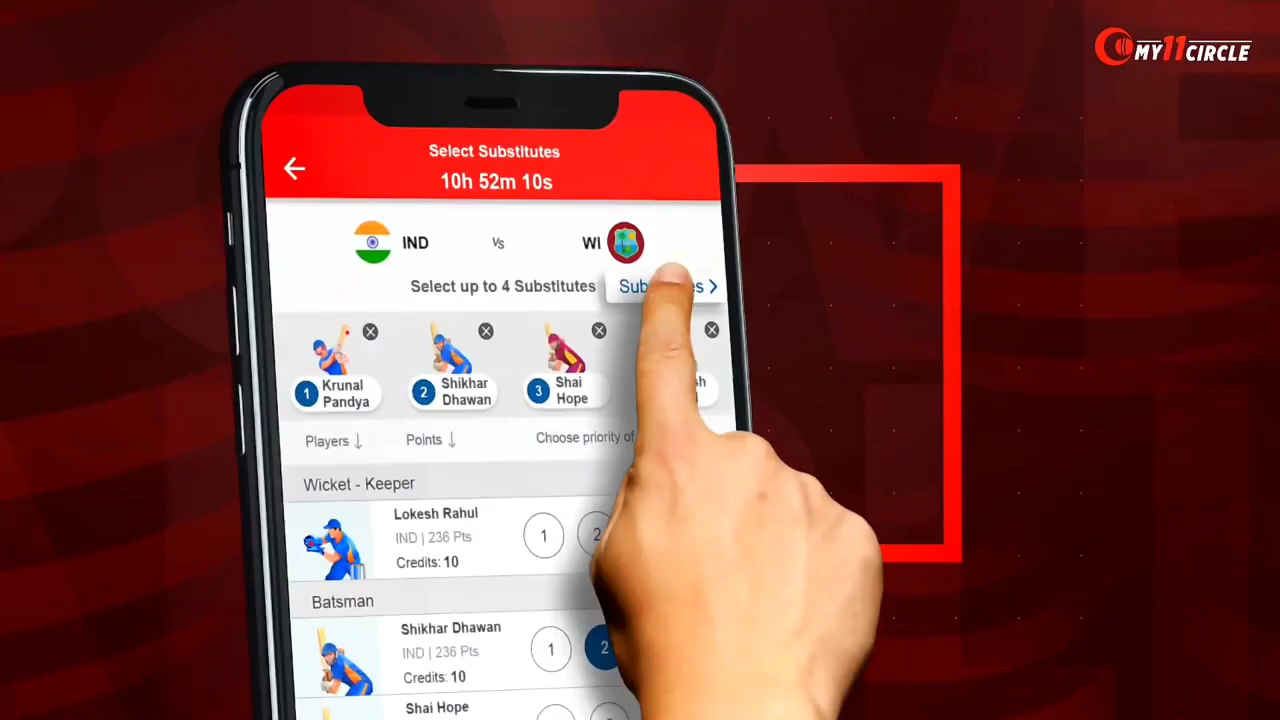 MY11CIRCLE
Select Substitutes
10h 52m 10s
IND Vs WI
Select up to 4 Substitutes
1 Krunal Pandya
2 Shikhar Dhawan
3 Shai Hope
Players ↓ Points ↓ Choose priority of
Wicket - Keeper
Lokesh Rahul
IND | 236 Pts
Credits: 10
1 2
Batsman
Shikhar Dhawan
IND | 236 Pts
Credits: 10
1 2
Shai Hope